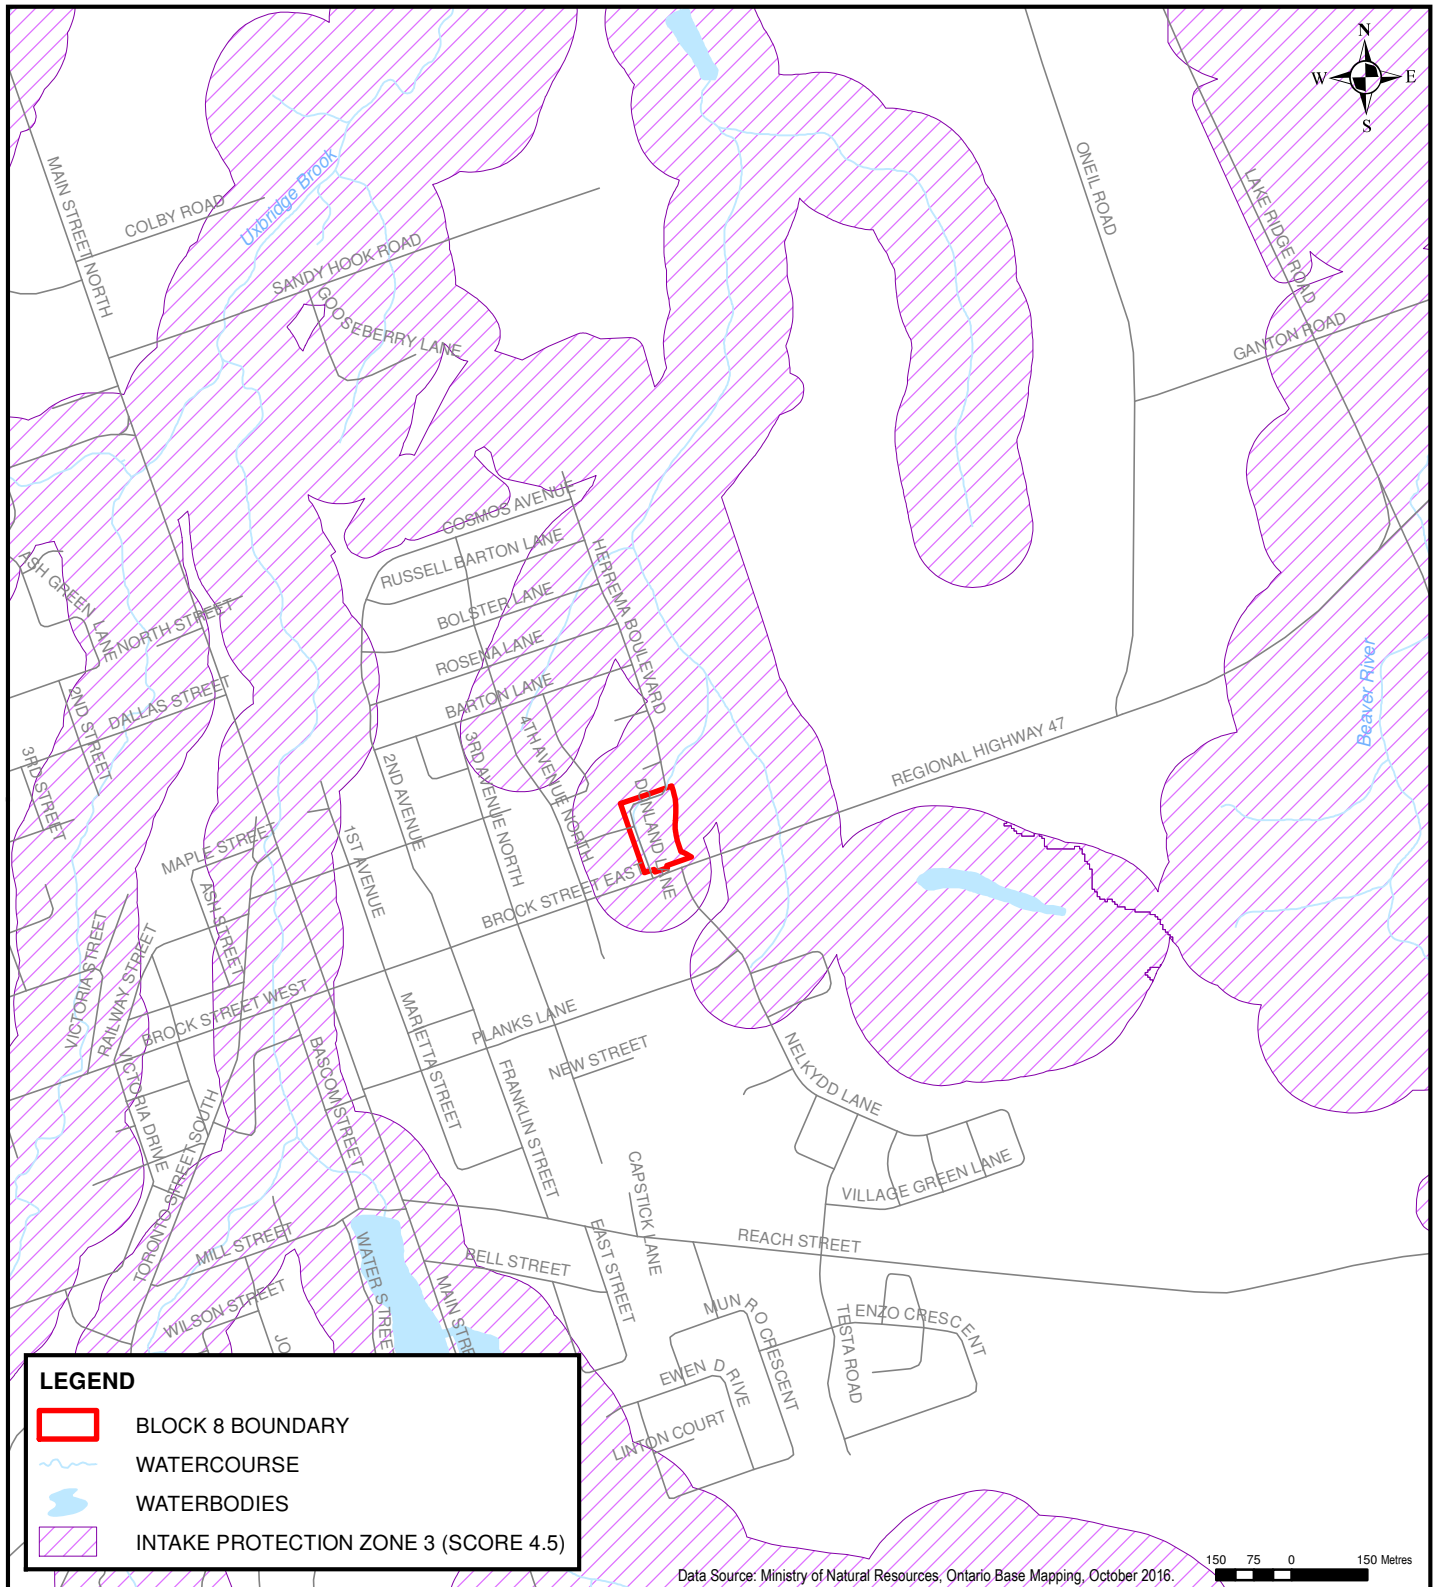 N
W E
S
MAIN STREET NORTH
COLBY ROAD
Uxbridge Brook
SANDY HOOK ROAD
GOOSEBERRY LANE
ONEIL ROAD
LAKE RIDGE ROAD
GANTON ROAD
COSMOS AVENUE
RUSSELL BARTON LANE
HERREMA BOULEVARD
BOLSTER LANE
ROSENA LANE
BARTON LANE
ASH GREEN LANE
NORTH STREET
2ND STREET
DALLAS STREET
3RD STREET
2ND AVENUE
3RD AVENUE NORTH
4TH AVENUE NORTH
DONLAND LANE
REGIONAL HIGHWAY 47
Beaver River
MAPLE STREET
1ST AVENUE
ASH STREET
BROCK STREET EAST
VICTORIA STREET
RAILWAY STREET
BROCK STREET WEST
MARIETTA STREET
PLANKS LANE
NEW STREET
NELKYDD LANE
VICTORIA DRIVE
BASCOM STREET
FRANKLIN STREET
TORONTO STREET SOUTH
CAPSTICK LANE
VILLAGE GREEN LANE
MILL STREET
WATER STREET
BELL STREET
EAST STREET
REACH STREET
WILSON STREET
JO
MAIN STRE
MUNRO CRESCENT
TESTA ROAD
ENZO CRESCENT
EWEN DRIVE
LINTON COURT
LEGEND
BLOCK 8 BOUNDARY
WATERCOURSE
WATERBODIES
INTAKE PROTECTION ZONE 3 (SCORE 4.5)
150 75 0 150 Metres
Data Source: Ministry of Natural Resources, Ontario Base Mapping, October 2016.